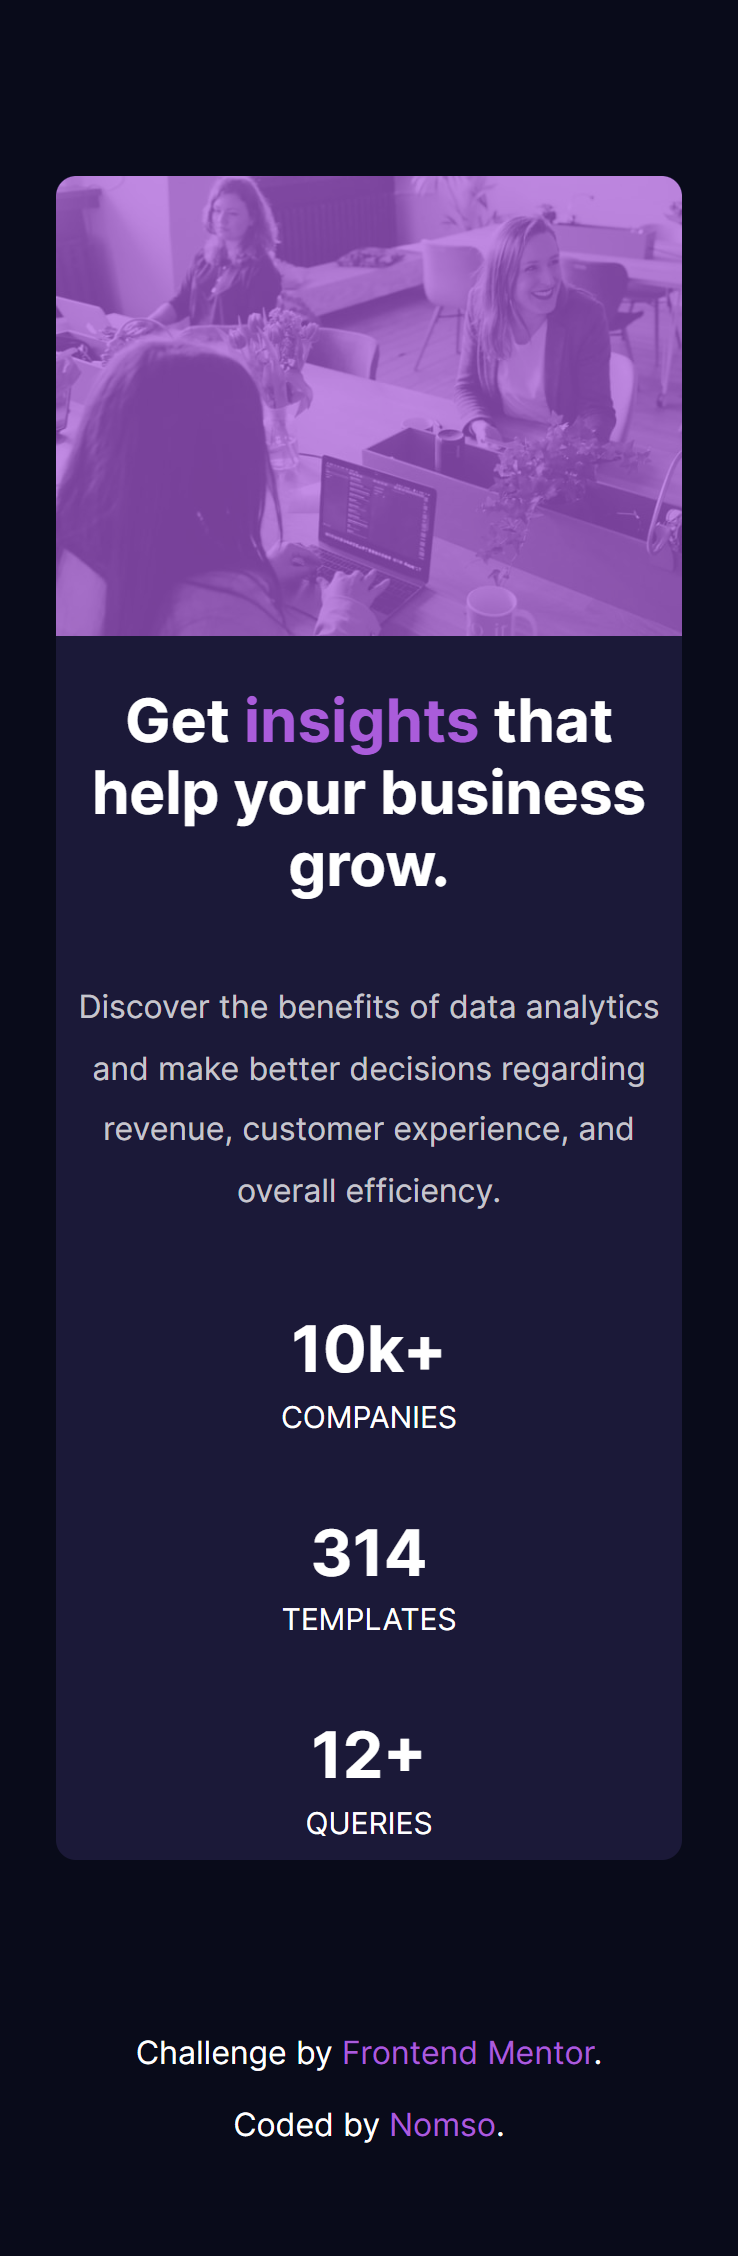 Get insights that
help your business
grow.
Discover the benefits of data analytics
and make better decisions regarding
revenue, customer experience, and
overall efficiency.
10k+
COMPANIES
314
TEMPLATES
12+
QUERIES
Challenge by Frontend Mentor.
Coded by Nomso.